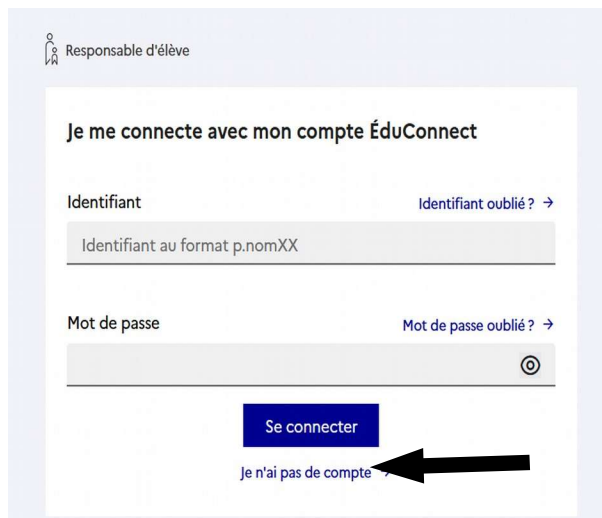 Responsable d'élève
Je me connecte avec mon compte ÉduConnect
Identifiant
Identifiant oublié ? →
Identifiant au format p.nomXX
Mot de passe
Mot de passe oublié ? →
Se connecter
Je n'ai pas de compte